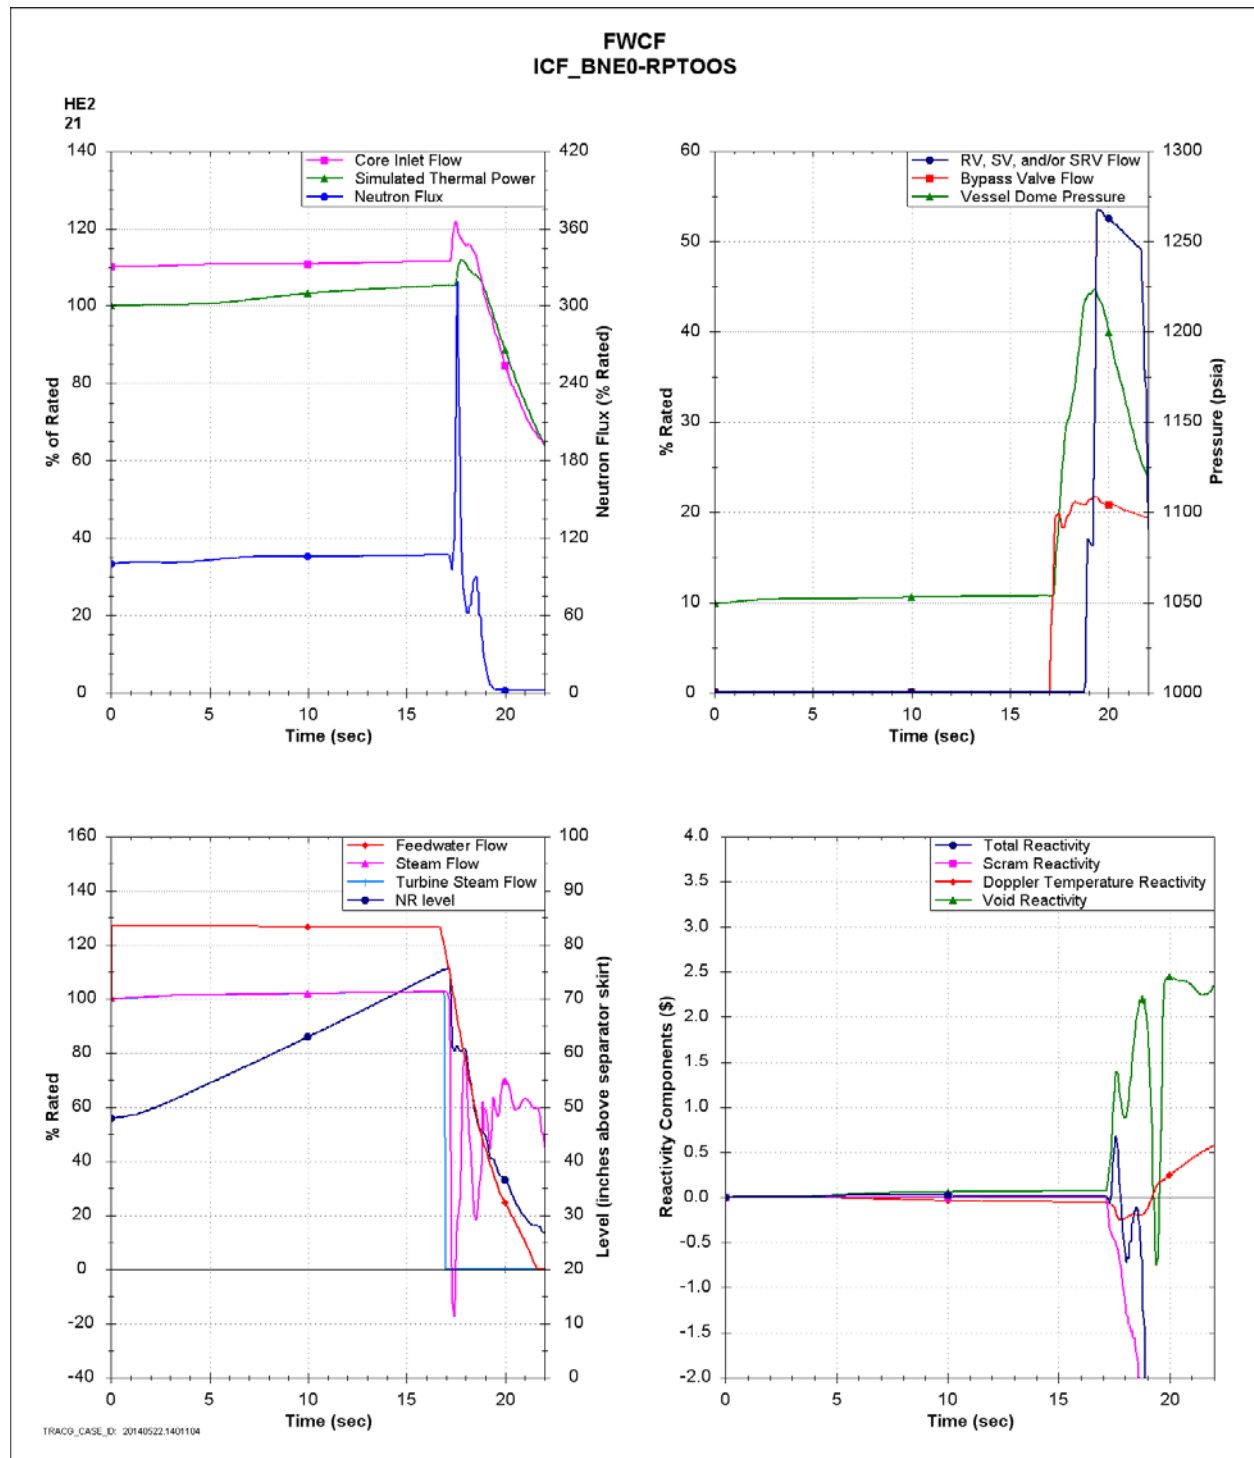 FWCF
ICF_BNE0-RPTOOS
HE2
21
Core Inlet Flow
Simulated Thermal Power
Neutron Flux
140
120
100
80
60
40
20
0
% of Rated
420
360
300
240
180
120
60
0
Neutron Flux (% Rated)
0 5 10 15 20
Time (sec)
RV, SV, and/or SRV Flow
Bypass Valve Flow
Vessel Dome Pressure
60
50
40
30
20
10
0
% Rated
1300
1250
1200
1150
1100
1050
1000
Pressure (psia)
0 5 10 15 20
Time (sec)
Feedwater Flow
Steam Flow
Turbine Steam Flow
NR level
160
140
120
100
80
60
40
20
0
-20
-40
% Rated
100
90
80
70
60
50
40
30
20
10
0
Level (inches above separator skirt)
0 5 10 15 20
Time (sec)
Total Reactivity
Scram Reactivity
Doppler Temperature Reactivity
Void Reactivity
4.0
3.5
3.0
2.5
2.0
1.5
1.0
0.5
0.0
-0.5
-1.0
-1.5
-2.0
Reactivity Components ($)
0 5 10 15 20
Time (sec)
TRACG_CASE_ID: 20140522.1401104